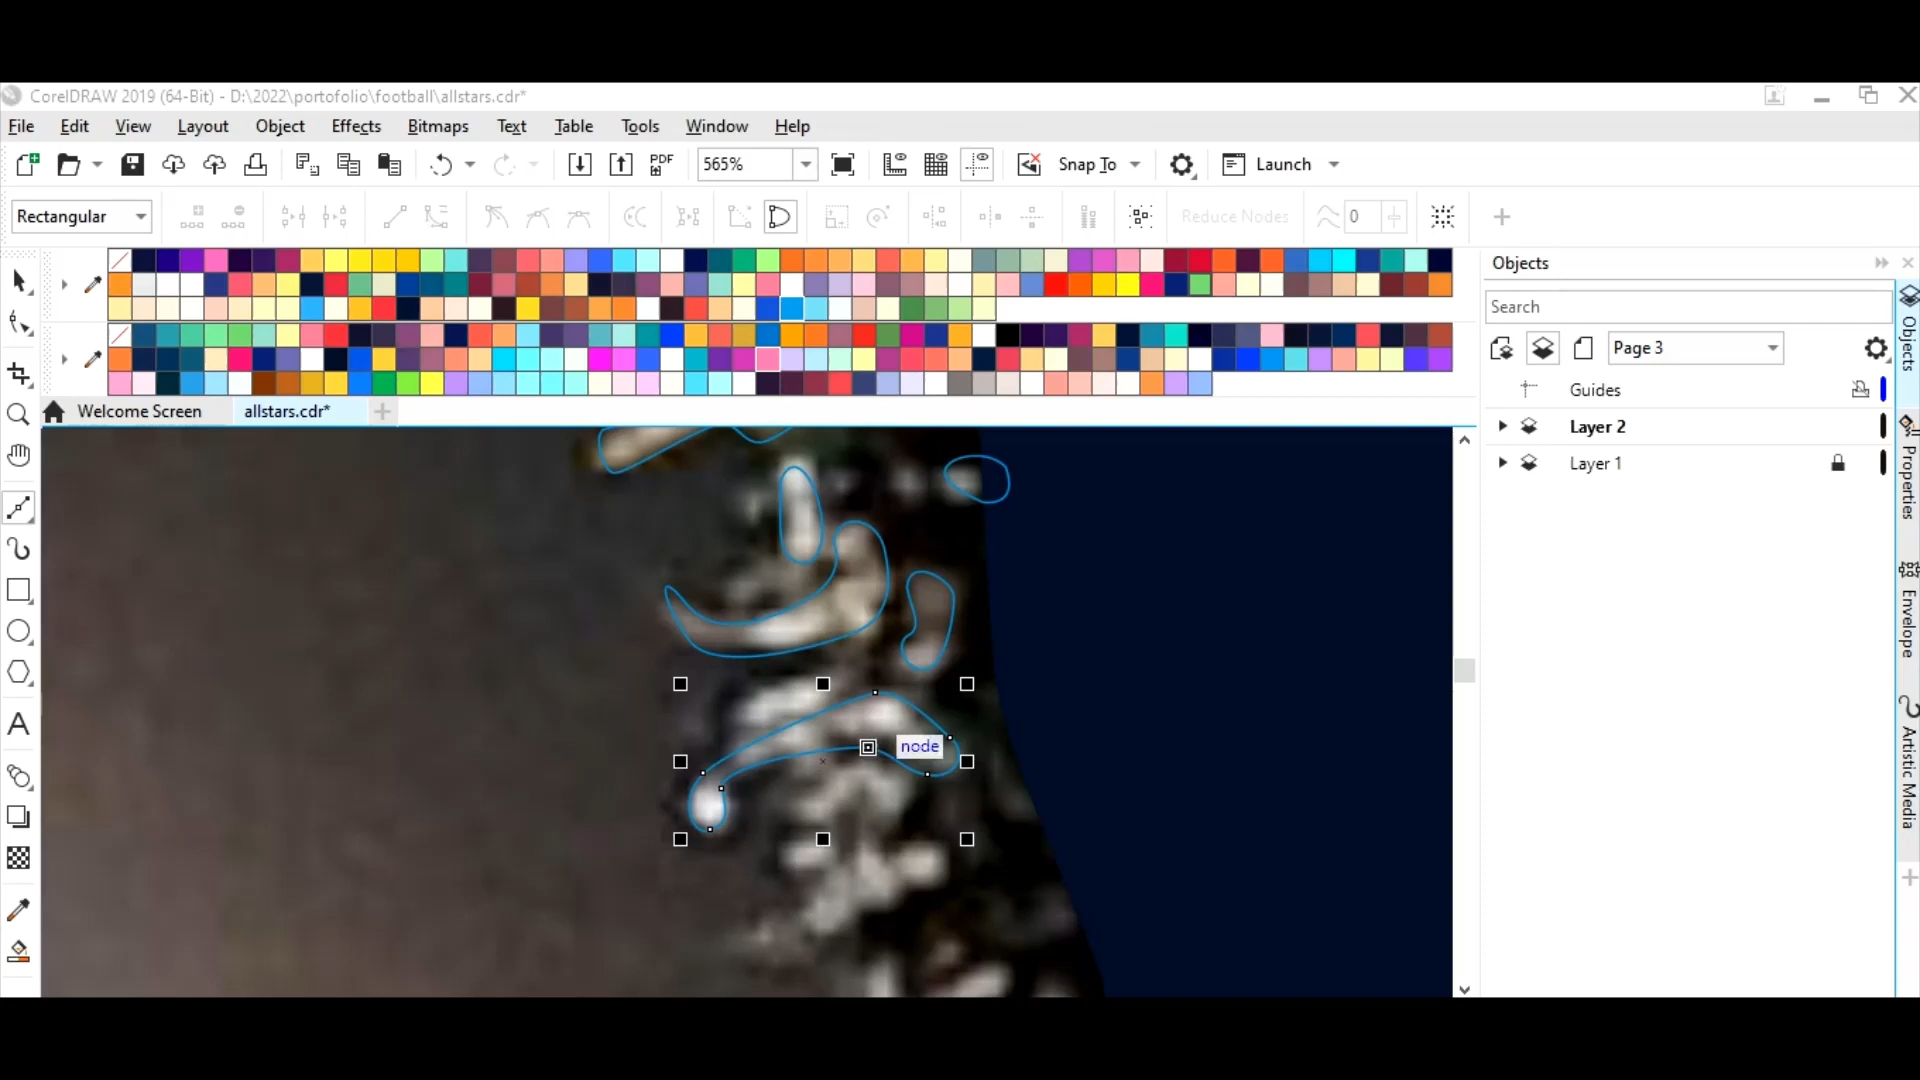 CorelDRAW 2019 (64-Bit) - D:\2022\portofolio\football\allstars.cdr*
File Edit View Layout Object Effects Bitmaps Text Table Tools Window Help
PDF 565% Snap To Launch
Rectangular Reduce Nodes 0
Objects
Search
Page 3
Guides
Layer 2
Layer 1
Welcome Screen allstars.cdr*
node
A
Objects
Properties
Envelope
Artistic Media